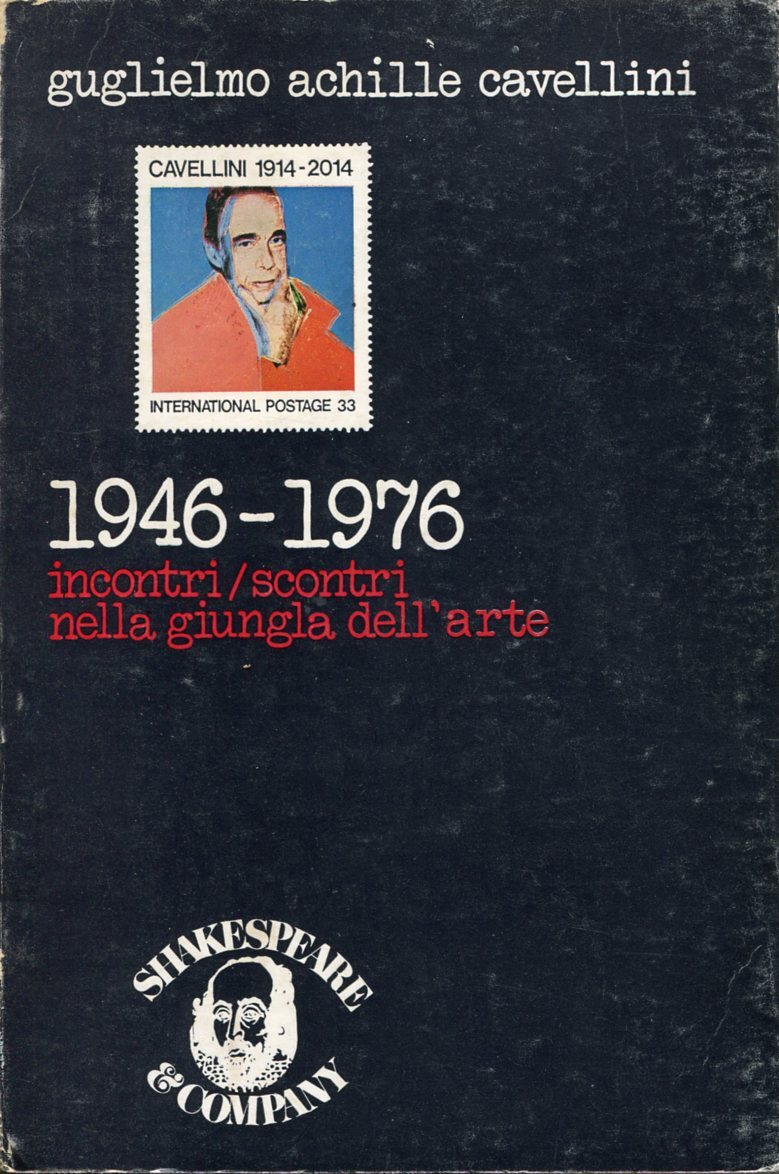 guglielmo achille cavellini
CAVELLINI 1914-2014
INTERNATIONAL POSTAGE 33
1946-1976
incontri/scontri
nella giungla dell'arte
SHAKESPEARE
& COMPANY